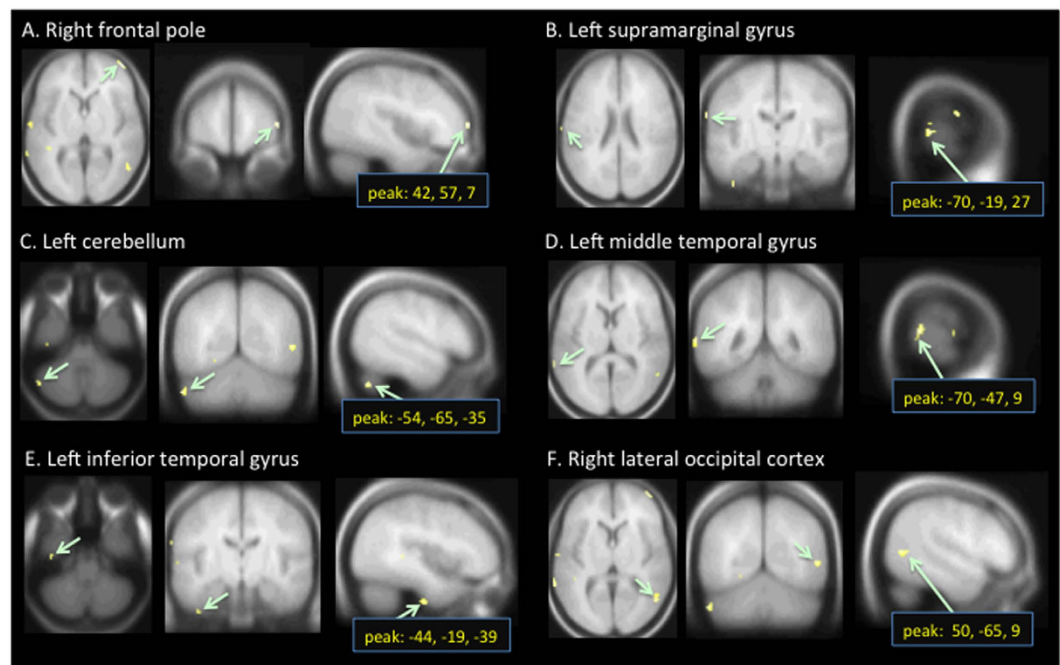 A. Right frontal pole
peak: 42, 57, 7
B. Left supramarginal gyrus
peak: -70, -19, 27
C. Left cerebellum
peak: -54, -65, -35
D. Left middle temporal gyrus
peak: -70, -47, 9
E. Left inferior temporal gyrus
peak: -44, -19, -39
F. Right lateral occipital cortex
peak: 50, -65, 9